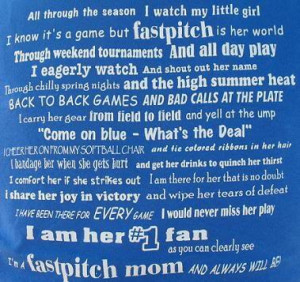 All through the season I watch my little girl
I know it's a game but fastpitch is her world
Through weekend tournaments And all day play
I eagerly watch And shout out her name
Through chilly spring nights and the high summer heat
BACK TO BACK GAMES AND BAD CALLS AT THE PLATE
I carry her gear from field to field and yell at the ump
"Come on blue - What's the Deal"
I CHEER HER ON FROM MY SOFTBALL CHAIR and tie colored ribbons in her hair
I bandage her when she gets hurt and get her drinks to quinch her thirst
I comfort her if she strikes out I am there for her that is no doubt
I share her joy in victory and wipe her tears of defeat
I HAVE BEEN THERE FOR EVERY GAME I would never miss her play
I am her #1 fan
as you can clearly see
I'm A fastpitch mom AND ALWAYS WILL BE!